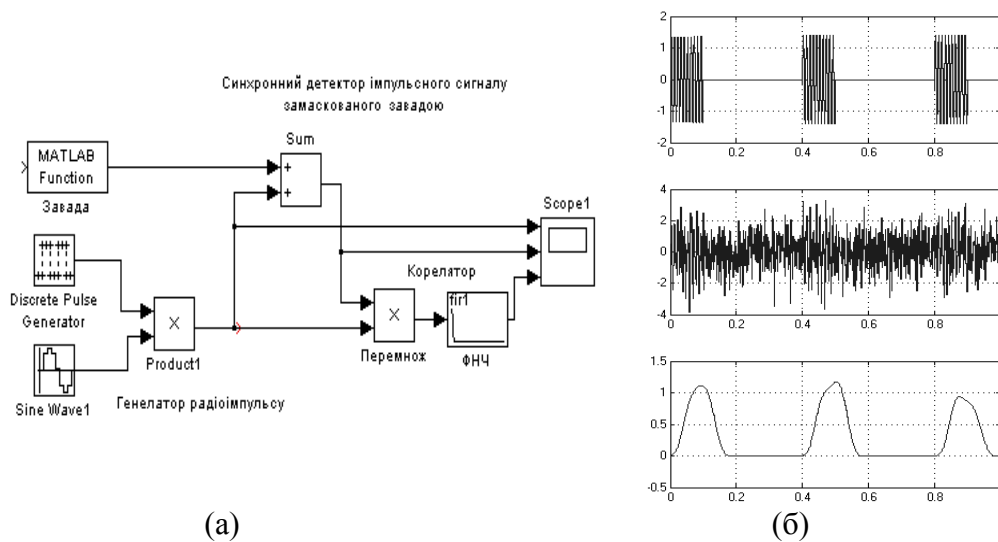 Синхронний детектор імпульсного сигналу
замаскованого завадою
Sum
MATLAB
Function
Завада
+
+
Scope1
Discrete Pulse
Generator
X
Product1
Корелятор
X
Перемнож
fir1
ФНЧ
Sine Wave1
Генелатор радіоімпульсу
(а)
2
1
0
-1
-2
0
0.2
0.4
0.6
0.8
4
2
0
-2
-4
0
0.2
0.4
0.6
0.8
1.5
1
0.5
0
-0.5
0
0.2
0.4
0.6
0.8
(б)